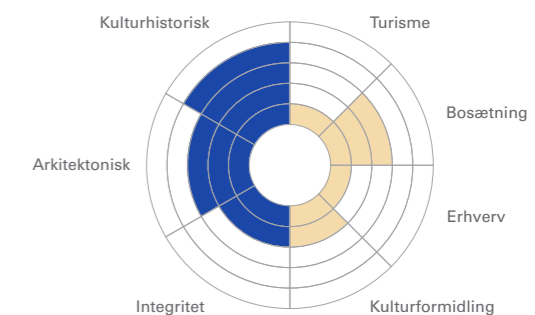 Kulturhistorisk
Turisme
Bosætning
Arkitektonisk
Erhverv
Integritet
Kulturformidling